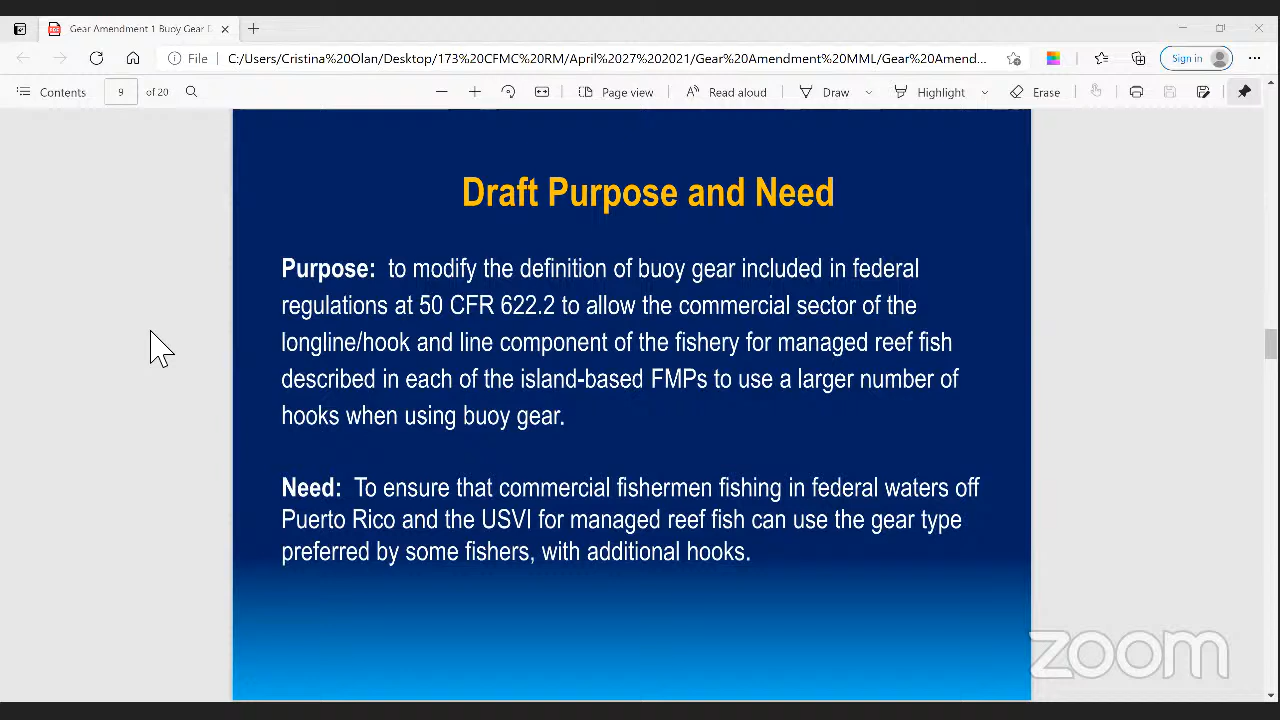 Gear Amendment 1 Buoy Gear
File
C:/Users/Cristina%20Olan/Desktop/173%20CFMC%20RM/April%2027%202021/Gear%20Amendment%20MML/Gear%20Amend...
Sign in
Contents
9
of 20
Page view
Read aloud
Draw
Highlight
Erase
Draft Purpose and Need
Purpose: to modify the definition of buoy gear included in federal
regulations at 50 CFR 622.2 to allow the commercial sector of the
longline/hook and line component of the fishery for managed reef fish
described in each of the island-based FMPs to use a larger number of
hooks when using buoy gear.
Need: To ensure that commercial fishermen fishing in federal waters off
Puerto Rico and the USVI for managed reef fish can use the gear type
preferred by some fishers, with additional hooks.
zoom